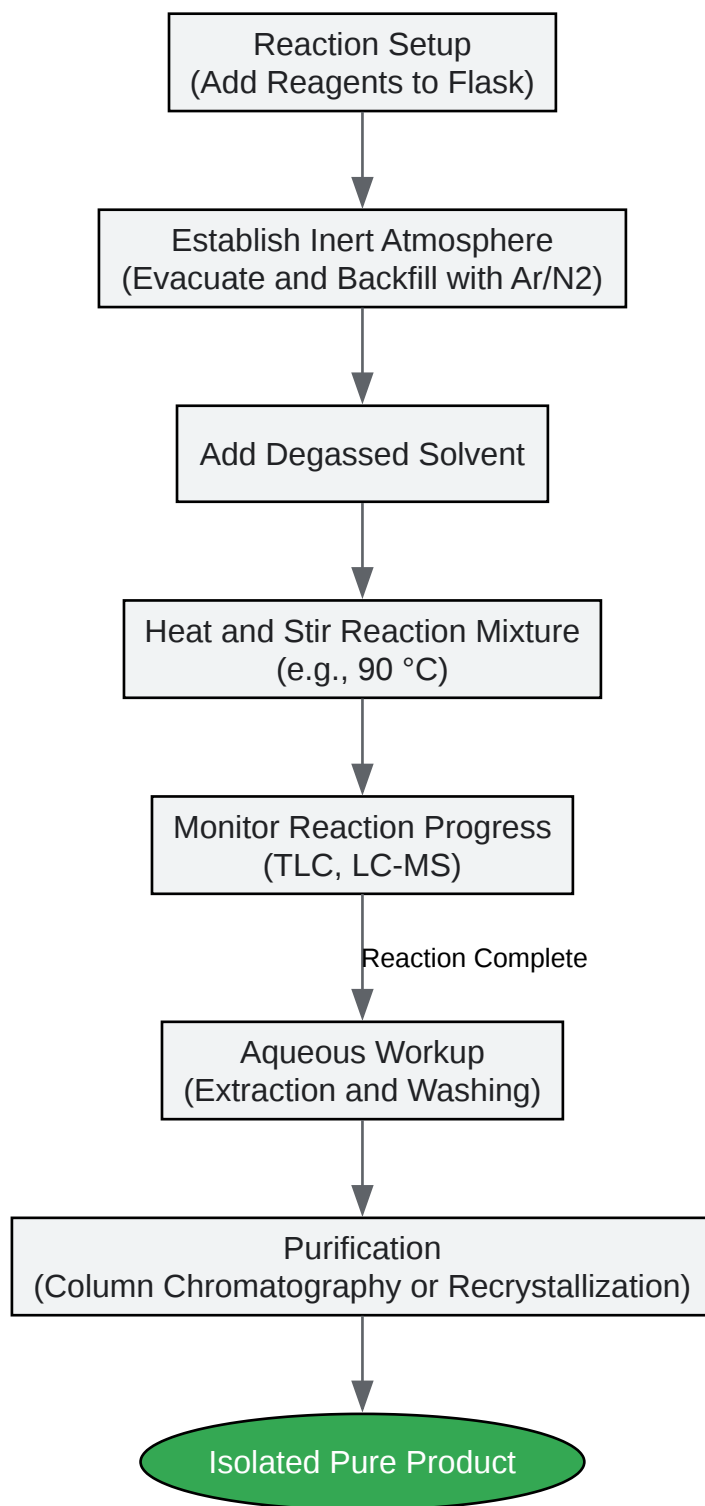 Reaction Setup
(Add Reagents to Flask)
Establish Inert Atmosphere
(Evacuate and Backfill with Ar/N2)
Add Degassed Solvent
Heat and Stir Reaction Mixture
(e.g., 90 °C)
Monitor Reaction Progress
(TLC, LC-MS)
Reaction Complete
Aqueous Workup
(Extraction and Washing)
Purification
(Column Chromatography or Recrystallization)
Isolated Pure Product